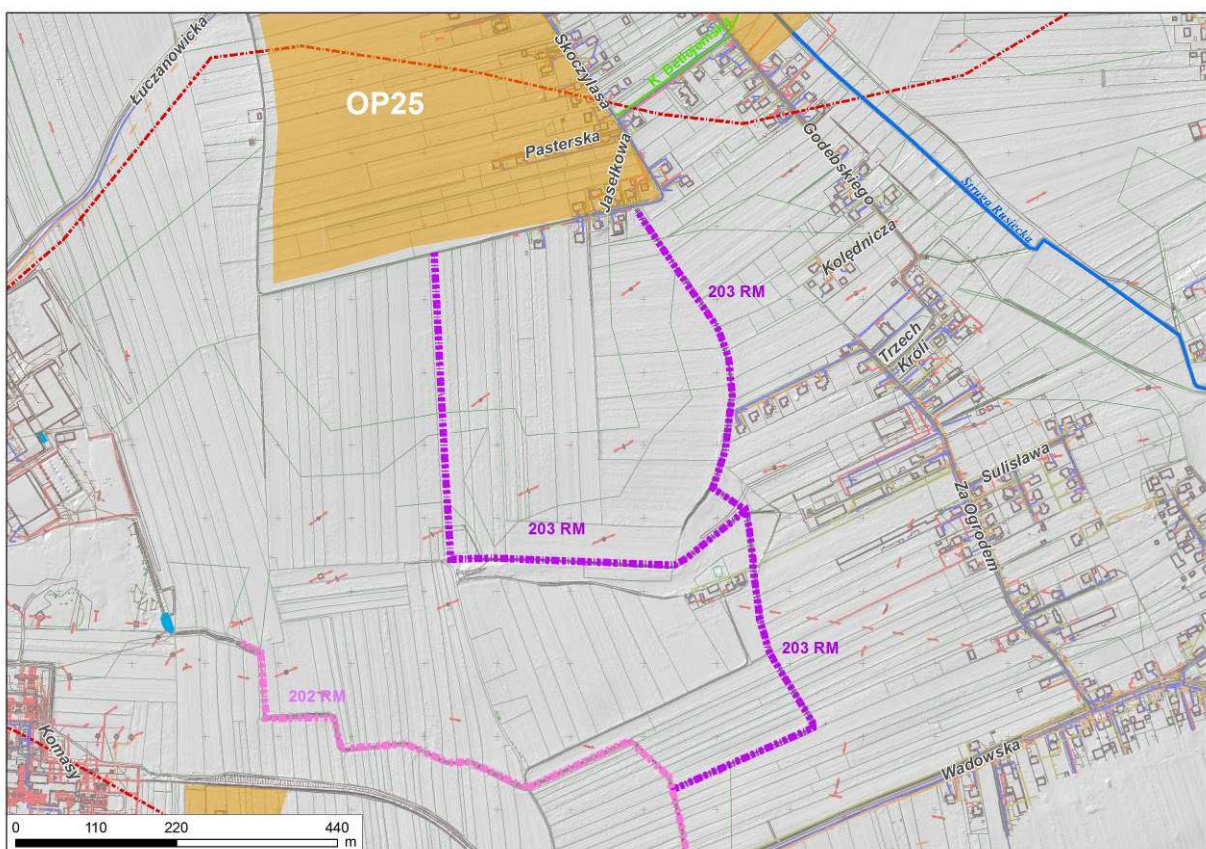 Łuczanowicka
Skoczylasa
OP25
Pasterska
Jasełkowa
Godebskiego
Struga Rusiecka
Kolędnicza
203 RM
Trzech
Króli
Sulisława
Za Ogrodem
203 RM
203 RM
202 RM
Komasy
Wadowska
0 110 220 440
m